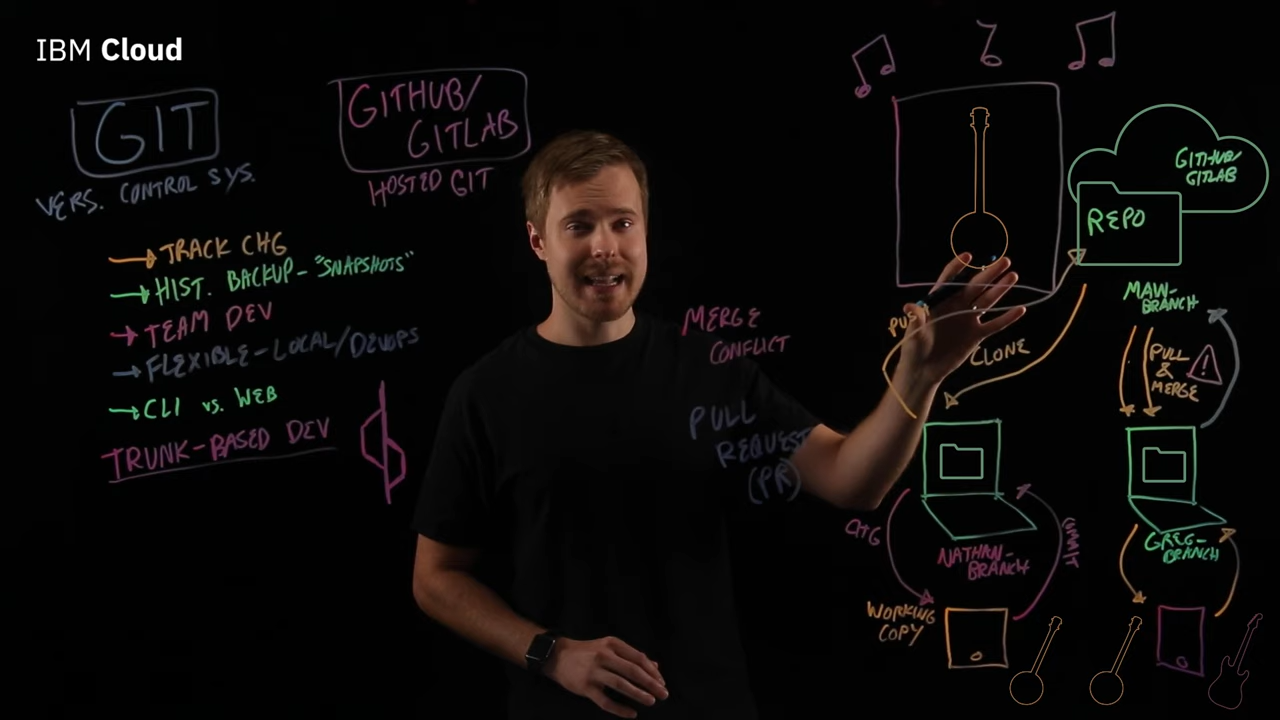 IBM Cloud
GIT
VERS. CONTROL SYS.
GITHUB/
GITLAB
HOSTED GIT
TRACK CHG
HIST. BACKUP - "SNAPSHOTS"
TEAM DEV
FLEXIBLE - LOCAL/DEVOPS
CLI vs. WEB
TRUNK-BASED DEV
MERGE
CONFLICT
PULL
REQUEST
(PR)
GITHUB/
GITLAB
REPO
MAIN-
BRANCH
PUSH
CLONE
PULL
&
MERGE
!
CHG
COMMIT
NATHAN-
BRANCH
GREG-
BRANCH
WORKING
COPY